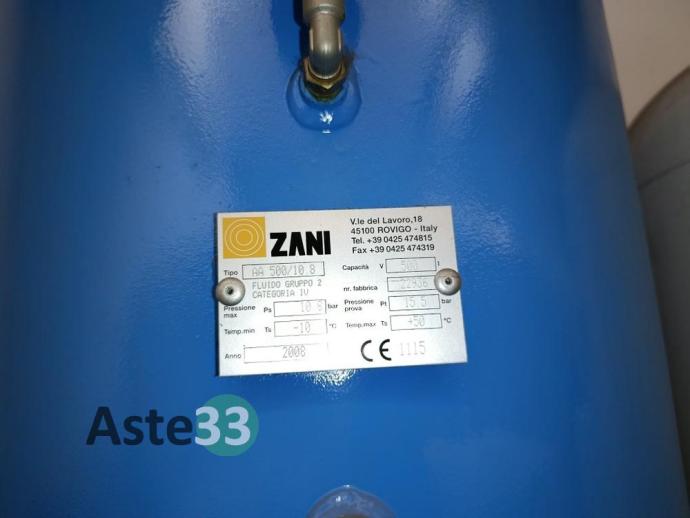 ZANI
V.le del Lavoro,18
45100 ROVIGO - Italy
Tel. +39 0425 474815
Fax +39 0425 474319
Tipo AA 500/10 8 Capacità V 500 l
FLUIDO GRUPPO 2
CATEGORIA IV
nr. fabbrica 22936
Pressione max Ps 10 8 bar Pressione prova Pt 15.5 bar
Temp.min Ts -10 °C Temp.max Ts +50 °C
Anno 2008 CE 1115
Aste33